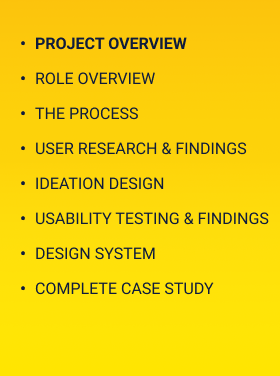 • PROJECT OVERVIEW
• ROLE OVERVIEW
• THE PROCESS
• USER RESEARCH & FINDINGS
• IDEATION DESIGN
• USABILITY TESTING & FINDINGS
• DESIGN SYSTEM
• COMPLETE CASE STUDY